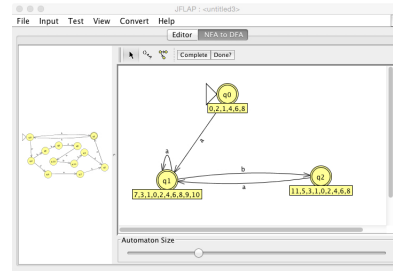 JFLAP : <untitled3>
File Input Test View Convert Help
Editor NFA to DFA
Complete Done?
q0
0,2,1,4,6,8
a
a
q1
7,3,1,0,2,4,6,8,9,10
b
a
q2
11,5,3,1,0,2,4,6,8
Automaton Size